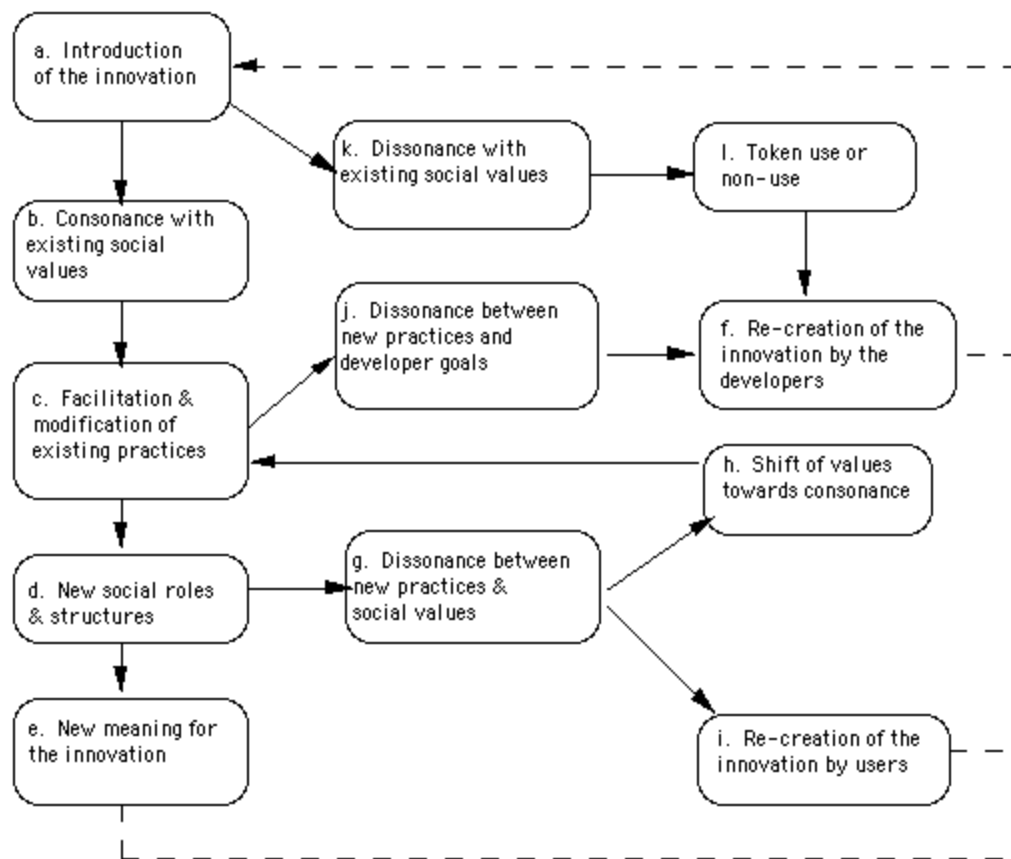 a. Introduction
of the innovation
k. Dissonance with
existing social values
l. Token use or
non-use
b. Consonance with
existing social
values
j. Dissonance between
new practices and
developer goals
f. Re-creation of the
innovation by the
developers
c. Facilitation &
modification of
existing practices
h. Shift of values
towards consonance
g. Dissonance between
new practices &
social values
d. New social roles
& structures
e. New meaning for
the innovation
i. Re-creation of the
innovation by users